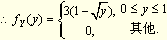 ∴ f_Y(y) = { 3(1-√y), 0 ≤ y ≤ 1
0, 其他.